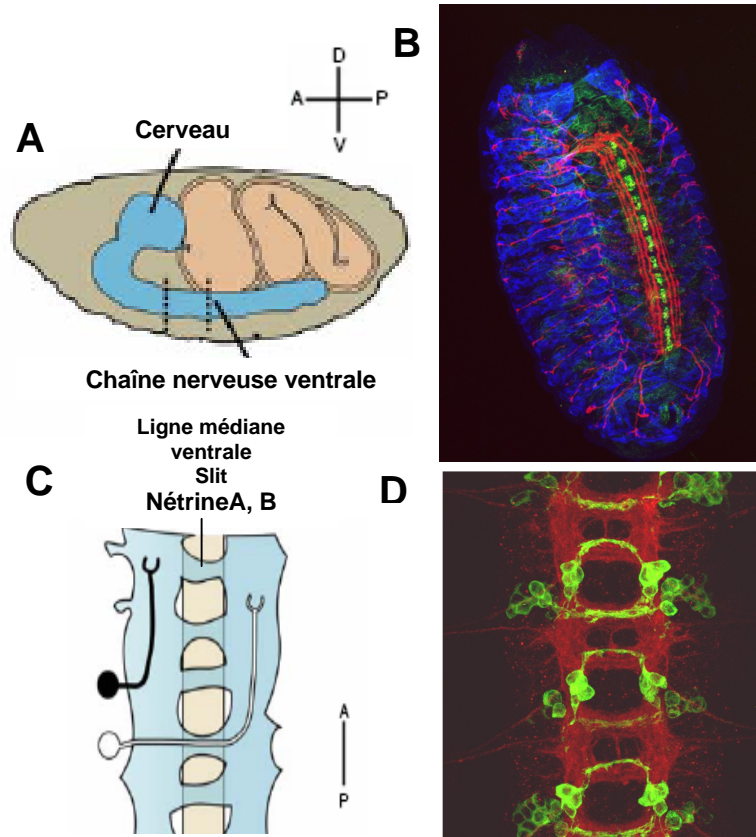 B
D
A P
V
A
Cerveau
Chaîne nerveuse ventrale
Ligne médiane
ventrale
Slit
NétrineA, B
C
D
A
P